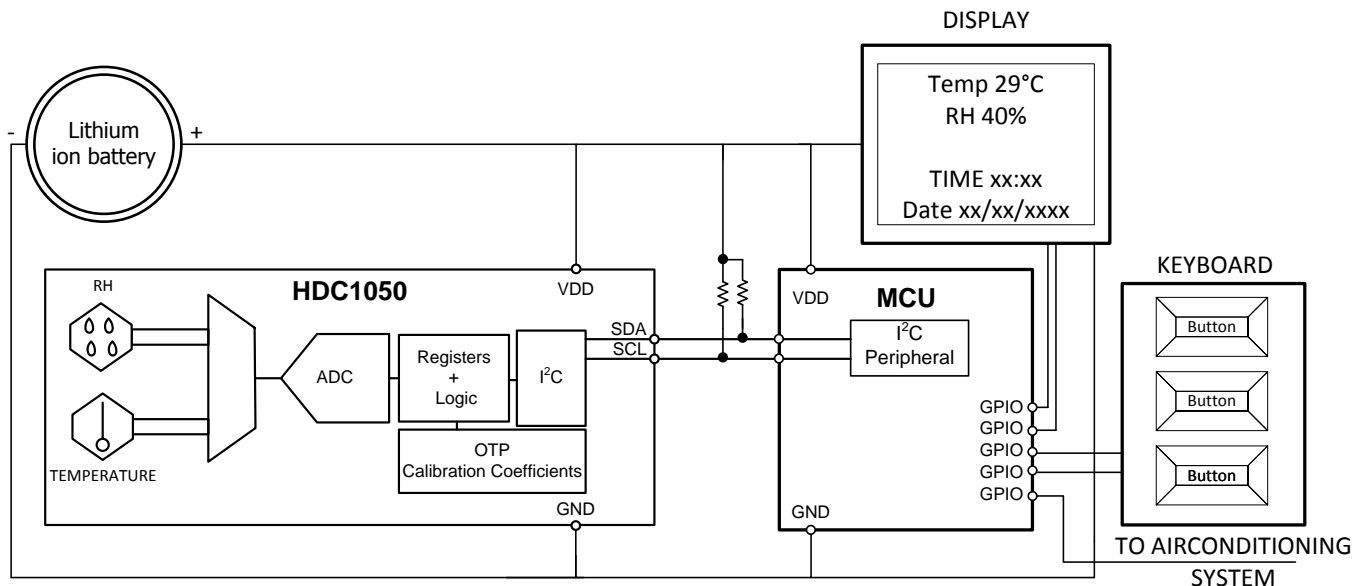 DISPLAY
Temp 29°C
RH 40%
TIME xx:xx
Date xx/xx/xxxx
-
Lithium
ion battery
+
KEYBOARD
Button
Button
Button
HDC1050
RH
TEMPERATURE
VDD
ADC
Registers
+
Logic
I²C
SDA
SCL
OTP
Calibration Coefficients
GND
MCU
VDD
I²C
Peripheral
GPIO
GPIO
GPIO
GPIO
GPIO
GND
TO AIRCONDITIONING
SYSTEM